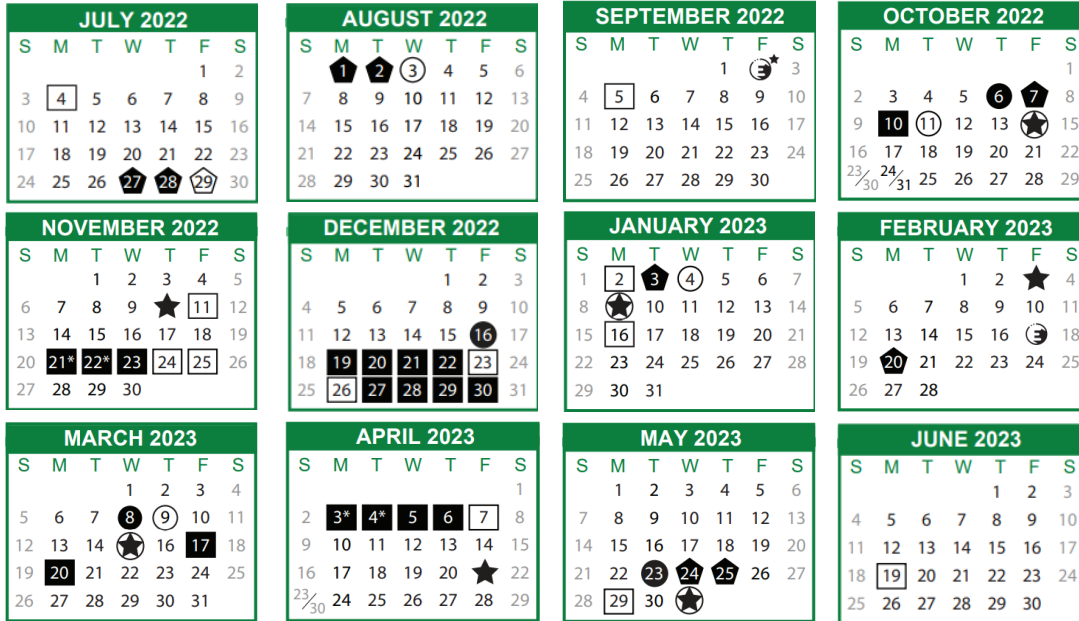 JULY 2022
S M T W T F S
1 2
3 4 5 6 7 8 9
10 11 12 13 14 15 16
17 18 19 20 21 22 23
24 25 26 27 28 29 30
AUGUST 2022
S M T W T F S
1 2 3 4 5 6
7 8 9 10 11 12 13
14 15 16 17 18 19 20
21 22 23 24 25 26 27
28 29 30 31
SEPTEMBER 2022
S M T W T F S
1 E 3
4 5 6 7 8 9 10
11 12 13 14 15 16 17
18 19 20 21 22 23 24
25 26 27 28 29 30
OCTOBER 2022
S M T W T F S
1
2 3 4 5 6 7 8
9 10 11 12 13 15
16 17 18 19 20 21 22
23/30 24/31 25 26 27 28 29
NOVEMBER 2022
S M T W T F S
1 2 3 4 5
6 7 8 9 11 12
13 14 15 16 17 18 19
20 21* 22* 23 24 25 26
27 28 29 30
DECEMBER 2022
S M T W T F S
1 2 3
4 5 6 7 8 9 10
11 12 13 14 15 16 17
18 19 20 21 22 23 24
25 26 27 28 29 30 31
JANUARY 2023
S M T W T F S
1 2 3 4 5 6 7
8 10 11 12 13 14
15 16 17 18 19 20 21
22 23 24 25 26 27 28
29 30 31
FEBRUARY 2023
S M T W T F S
1 2 4
5 6 7 8 9 10 11
12 13 14 15 16 E 18
19 20 21 22 23 24 25
26 27 28
MARCH 2023
S M T W T F S
1 2 3 4
5 6 7 8 9 10 11
12 13 14 16 17 18
19 20 21 22 23 24 25
26 27 28 29 30 31
APRIL 2023
S M T W T F S
1
2 3* 4* 5 6 7 8
9 10 11 12 13 14 15
16 17 18 19 20 22
23/30 24 25 26 27 28 29
MAY 2023
S M T W T F S
1 2 3 4 5 6
7 8 9 10 11 12 13
14 15 16 17 18 19 20
21 22 23 24 25 26 27
28 29 30
JUNE 2023
S M T W T F S
1 2 3
4 5 6 7 8 9 10
11 12 13 14 15 16 17
18 19 20 21 22 23 24
25 26 27 28 29 30